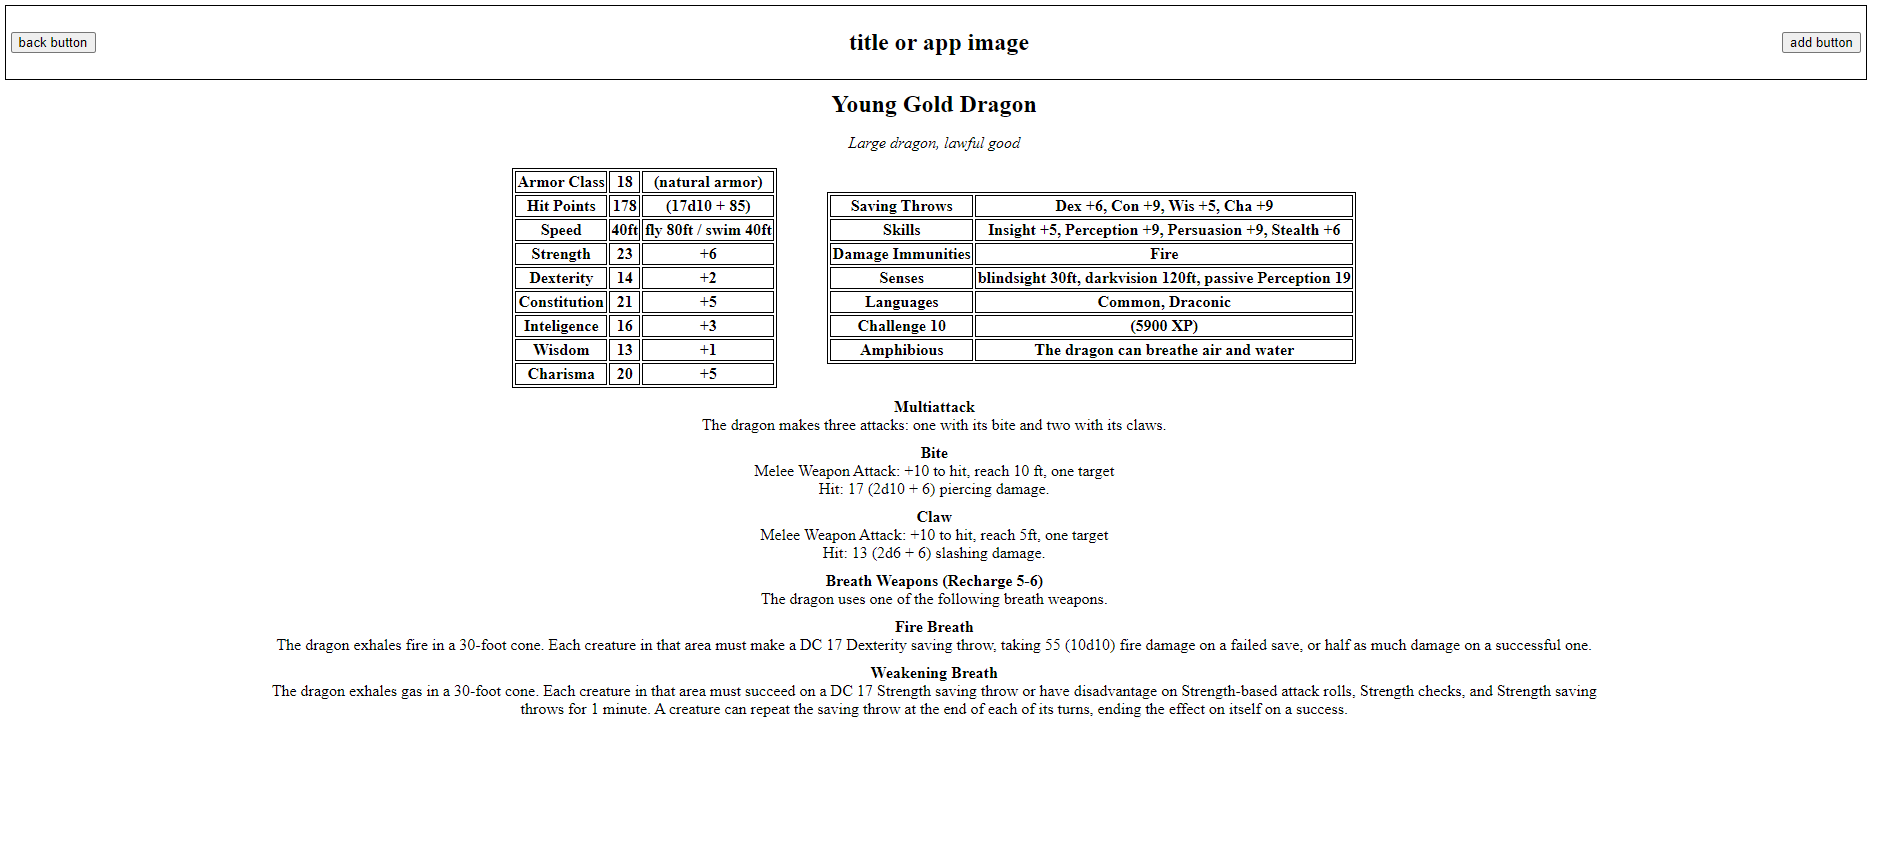 back button
title or app image
add button
Young Gold Dragon
Large dragon, lawful good
Armor Class 18 (natural armor)
Hit Points 178 (17d10 + 85)
Speed 40ft fly 80ft / swim 40ft
Strength 23 +6
Dexterity 14 +2
Constitution 21 +5
Inteligence 16 +3
Wisdom 13 +1
Charisma 20 +5
Saving Throws Dex +6, Con +9, Wis +5, Cha +9
Skills Insight +5, Perception +9, Persuasion +9, Stealth +6
Damage Immunities Fire
Senses blindsight 30ft, darkvision 120ft, passive Perception 19
Languages Common, Draconic
Challenge 10 (5900 XP)
Amphibious The dragon can breathe air and water
Multiattack
The dragon makes three attacks: one with its bite and two with its claws.
Bite
Melee Weapon Attack: +10 to hit, reach 10 ft, one target
Hit: 17 (2d10 + 6) piercing damage.
Claw
Melee Weapon Attack: +10 to hit, reach 5ft, one target
Hit: 13 (2d6 + 6) slashing damage.
Breath Weapons (Recharge 5-6)
The dragon uses one of the following breath weapons.
Fire Breath
The dragon exhales fire in a 30-foot cone. Each creature in that area must make a DC 17 Dexterity saving throw, taking 55 (10d10) fire damage on a failed save, or half as much damage on a successful one.
Weakening Breath
The dragon exhales gas in a 30-foot cone. Each creature in that area must succeed on a DC 17 Strength saving throw or have disadvantage on Strength-based attack rolls, Strength checks, and Strength saving
throws for 1 minute. A creature can repeat the saving throw at the end of each of its turns, ending the effect on itself on a success.